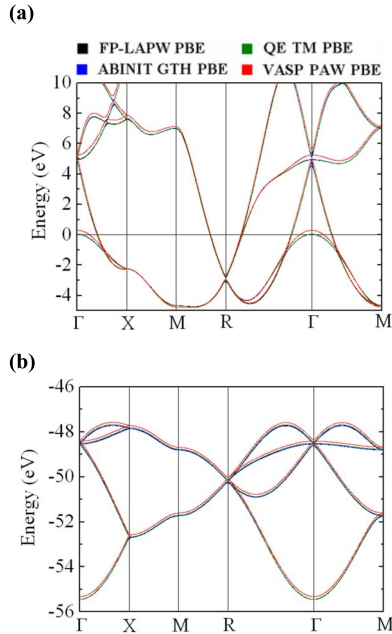 (a)
FP-LAPW PBE QE TM PBE
ABINIT GTH PBE VASP PAW PBE
10
8
6
4
2
0
-2
-4
Energy (eV)
Γ X M R Γ M
(b)
-46
-48
-50
-52
-54
-56
Energy (eV)
Γ X M R Γ M